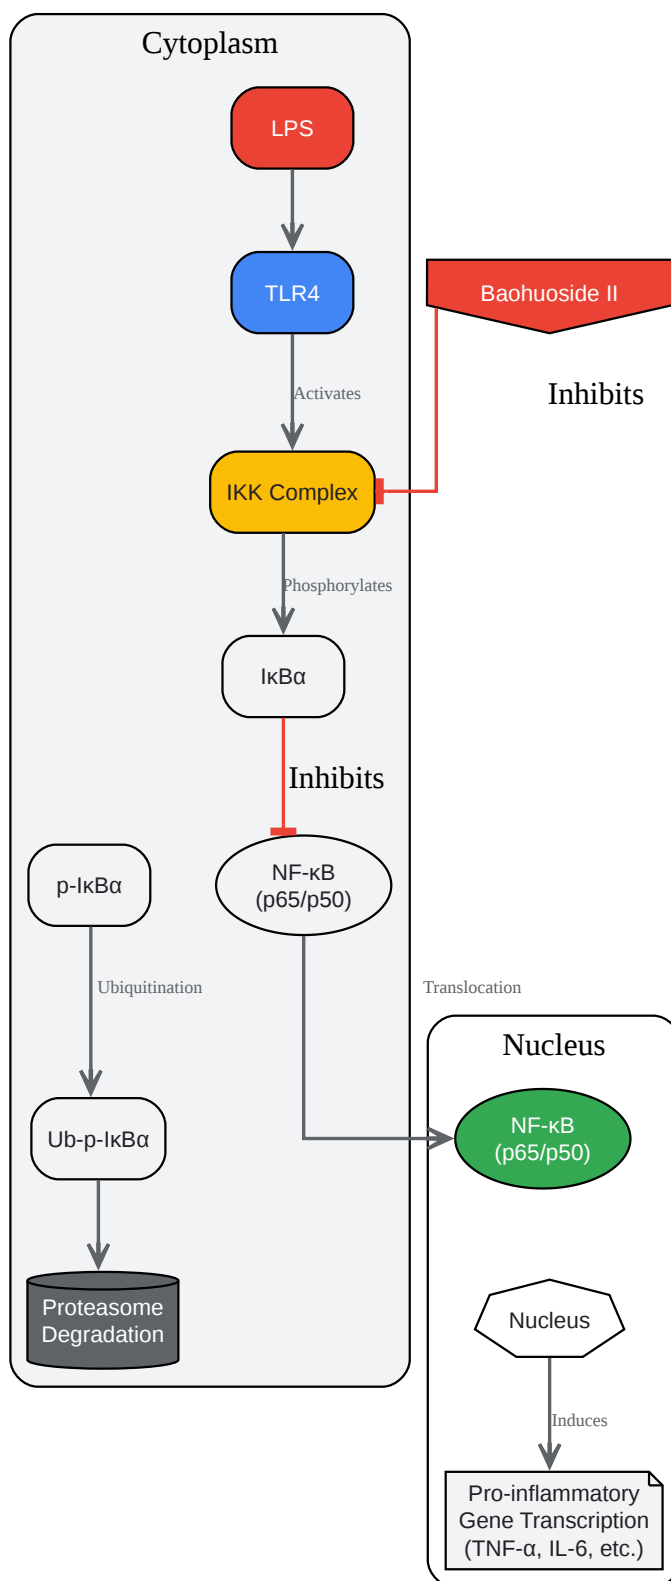 Cytoplasm
LPS
TLR4
Baohuoside II
Activates
Inhibits
IKK Complex
Phosphorylates
IκBα
Inhibits
p-IκBα
NF-κB
(p65/p50)
Ubiquitination
Translocation
Nucleus
Ub-p-IκBα
NF-κB
(p65/p50)
Proteasome
Degradation
Nucleus
Induces
Pro-inflammatory
Gene Transcription
(TNF-α, IL-6, etc.)